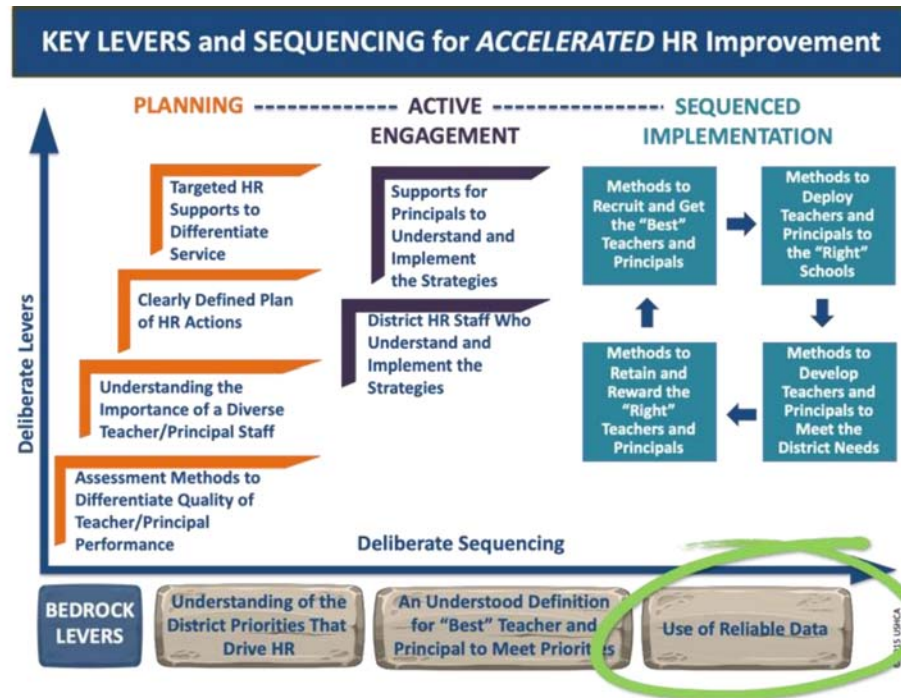 KEY LEVERS and SEQUENCING for ACCELERATED HR Improvement
PLANNING
ACTIVE
ENGAGEMENT
SEQUENCED
IMPLEMENTATION
Deliberate Levers
Targeted HR
Supports to
Differentiate
Service
Clearly Defined Plan
of HR Actions
Understanding the
Importance of a Diverse
Teacher/Principal Staff
Assessment Methods to
Differentiate Quality of
Teacher/Principal
Performance
Supports for
Principals to
Understand and
Implement
the Strategies
District HR Staff Who
Understand and
Implement the
Strategies
Methods to
Recruit and Get
the “Best”
Teachers and
Principals
Methods to
Deploy
Teachers and
Principals to
the “Right”
Schools
Methods to
Retain and
Reward the
“Right”
Teachers and
Principals
Methods to
Develop
Teachers and
Principals to
Meet the
District Needs
Deliberate Sequencing
BEDROCK
LEVERS
Understanding of the
District Priorities That
Drive HR
An Understood Definition
for “Best” Teacher and
Principal to Meet Priorities
Use of Reliable Data
2015 USHCA